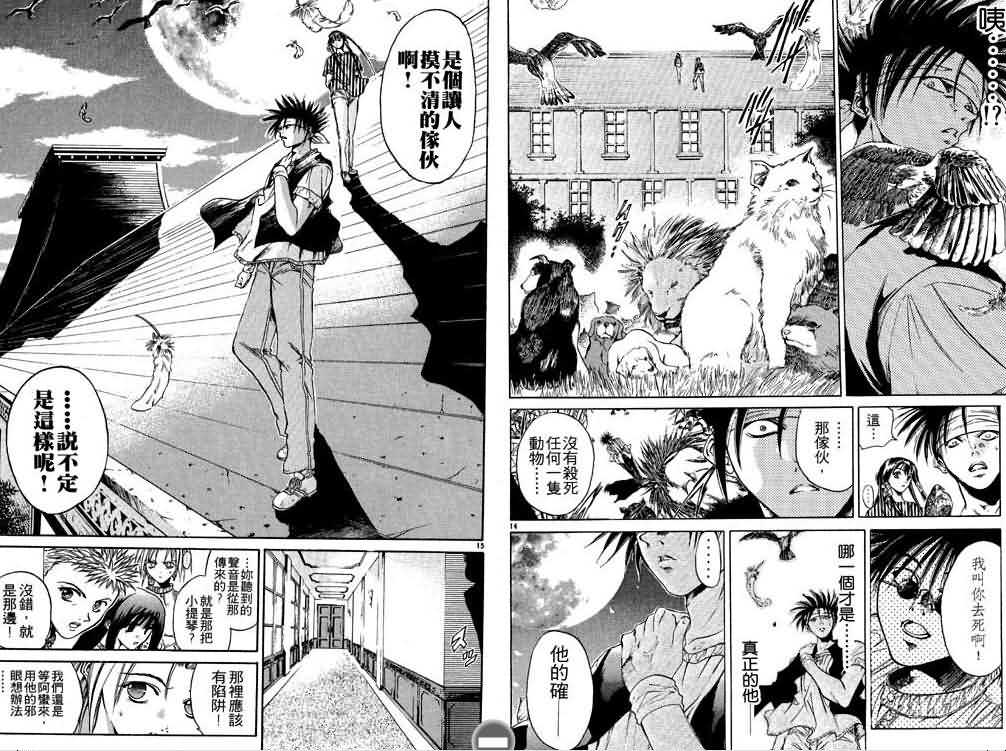 咦………!?
這…
……
那傢伙，
沒有殺死
任何一隻
動物……
14
我叫你去死啊！
哪一個才是……
真正的他
……
他的確
是個讓人
摸不清的傢伙
啊！
……說不定
是這樣呢！
15
…妳聽到的
聲音是從那
傳來的？
就是那把
小提琴？
沒錯，就
是那邊！
那裡應該
有陷阱！
我們還是
等阿蠻來，
用他的邪
眼想辦法
……